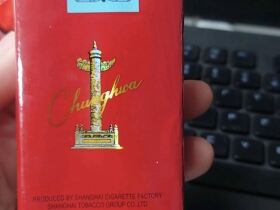 Chunghwa
PRODUCED BY SHANGHAI CIGARETTE FACTORY
SHANGHAI TOBACCO GROUP CO.,LTD